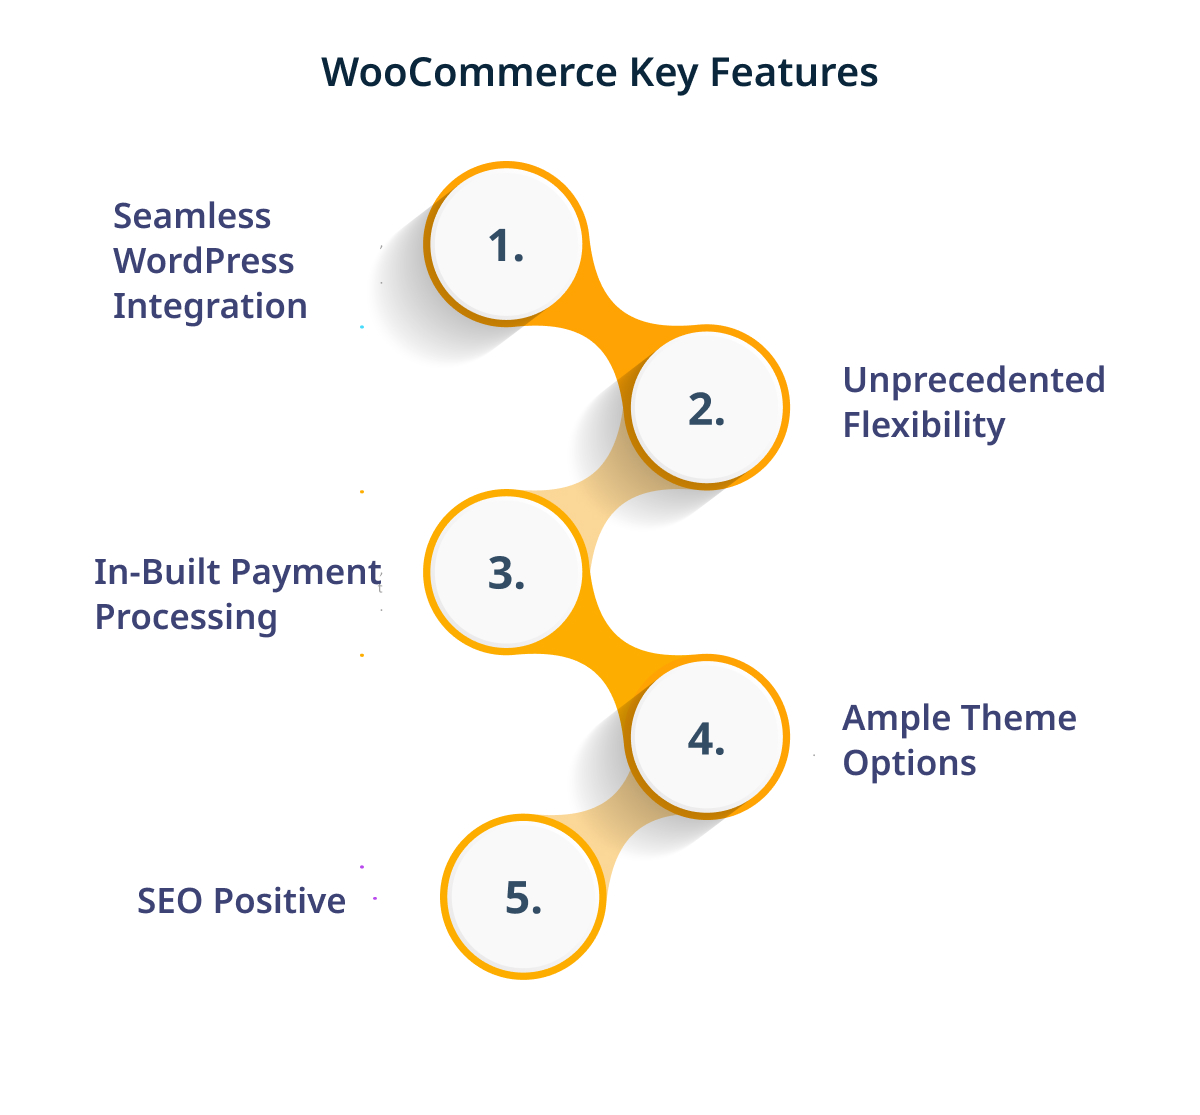 WooCommerce Key Features
1.
Seamless
WordPress
Integration
2.
Unprecedented
Flexibility
3.
In-Built Payment
Processing
4.
Ample Theme
Options
5.
SEO Positive